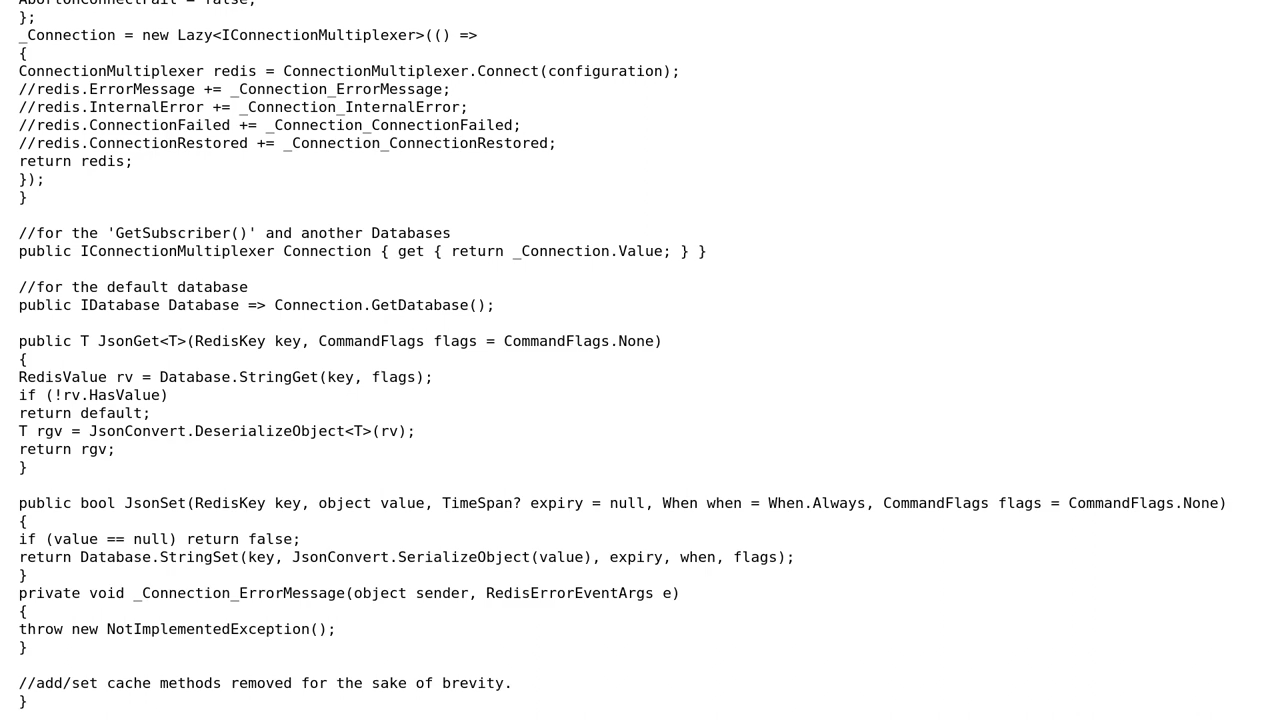 AbortOnConnectFail = false,
};
_Connection = new Lazy<IConnectionMultiplexer>(() =>
{
ConnectionMultiplexer redis = ConnectionMultiplexer.Connect(configuration);
//redis.ErrorMessage += _Connection_ErrorMessage;
//redis.InternalError += _Connection_InternalError;
//redis.ConnectionFailed += _Connection_ConnectionFailed;
//redis.ConnectionRestored += _Connection_ConnectionRestored;
return redis;
});
}

//for the 'GetSubscriber()' and another Databases
public IConnectionMultiplexer Connection { get { return _Connection.Value; } }

//for the default database
public IDatabase Database => Connection.GetDatabase();

public T JsonGet<T>(RedisKey key, CommandFlags flags = CommandFlags.None)
{
RedisValue rv = Database.StringGet(key, flags);
if (!rv.HasValue)
return default;
T rgv = JsonConvert.DeserializeObject<T>(rv);
return rgv;
}

public bool JsonSet(RedisKey key, object value, TimeSpan? expiry = null, When when = When.Always, CommandFlags flags = CommandFlags.None)
{
if (value == null) return false;
return Database.StringSet(key, JsonConvert.SerializeObject(value), expiry, when, flags);
}
private void _Connection_ErrorMessage(object sender, RedisErrorEventArgs e)
{
throw new NotImplementedException();
}

//add/set cache methods removed for the sake of brevity.
}